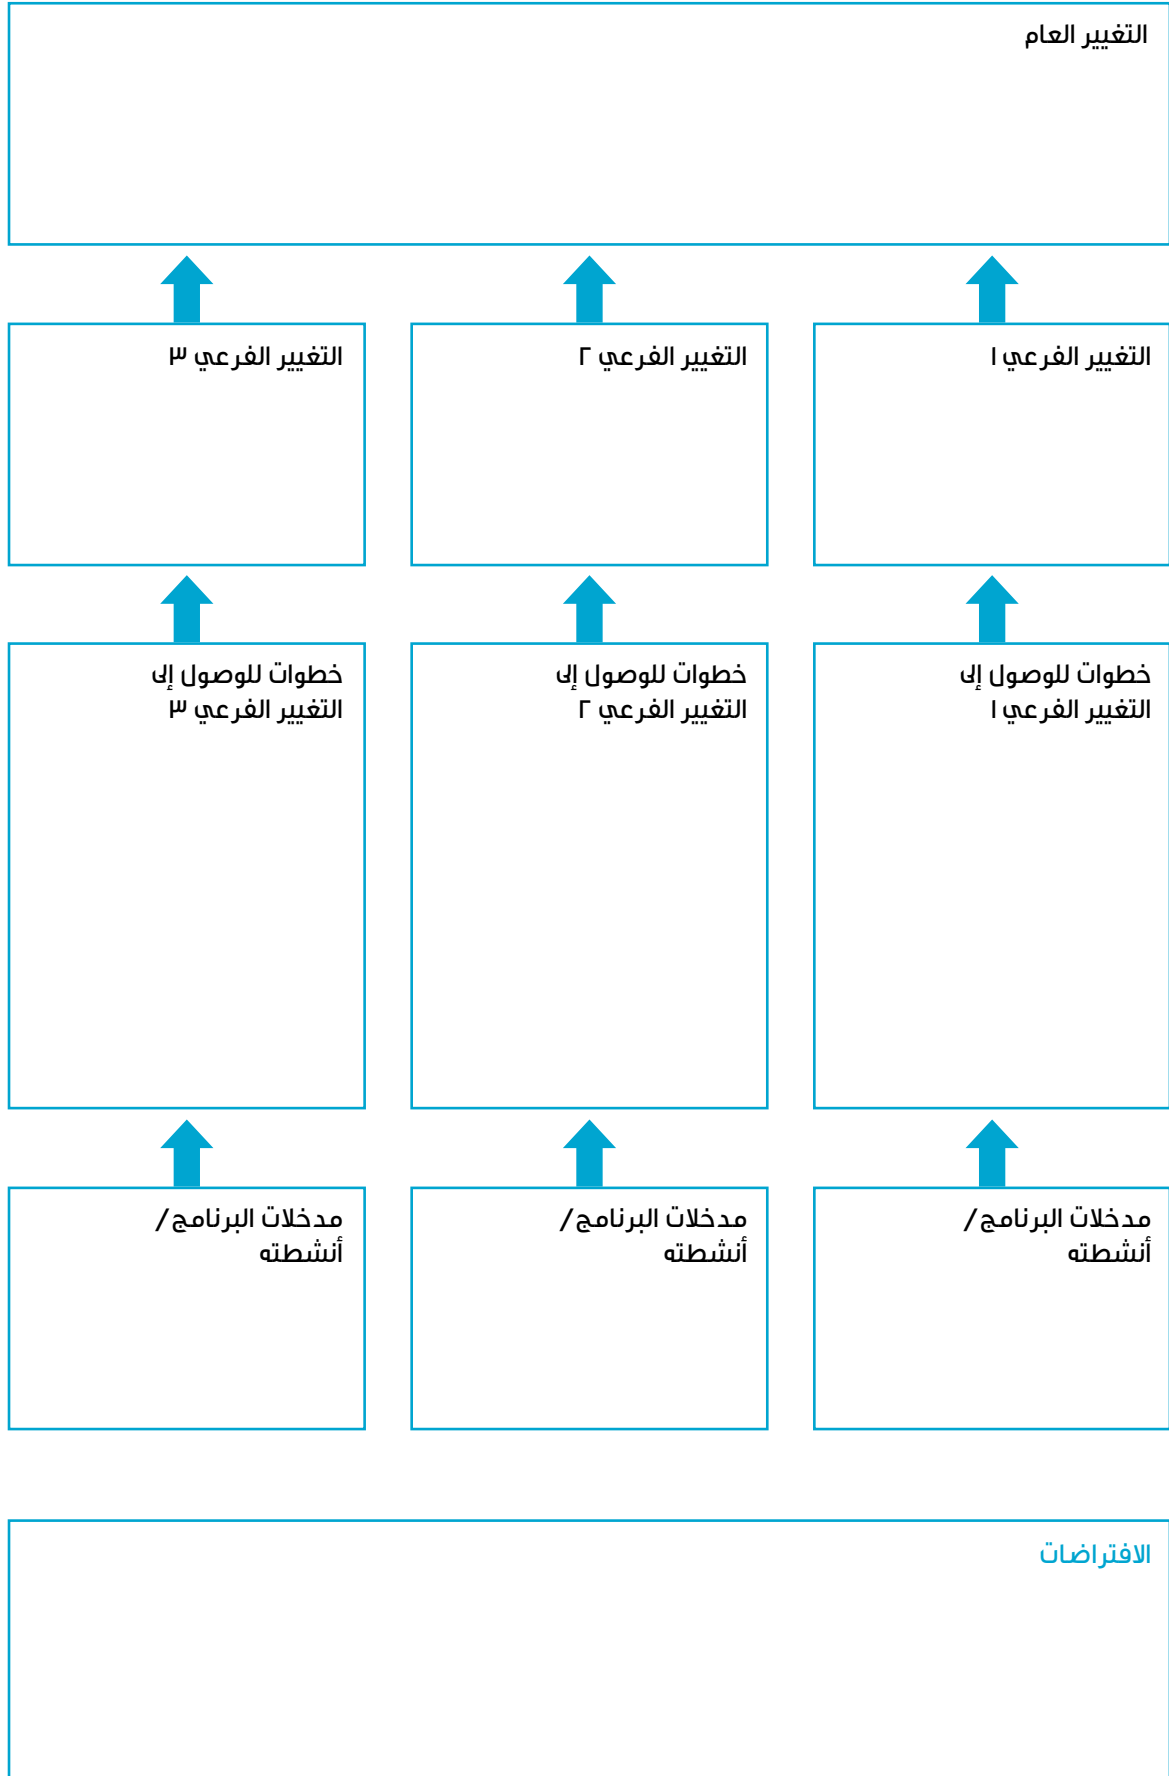 التغيير العام
التغيير الفرعي ١
التغيير الفرعي ٢
التغيير الفرعي ٣
خطوات للوصول إلى
التغيير الفرعي ١
خطوات للوصول إلى
التغيير الفرعي ٢
خطوات للوصول إلى
التغيير الفرعي ٣
مدخلات البرنامج/
أنشطته
مدخلات البرنامج/
أنشطته
مدخلات البرنامج/
أنشطته
الافتراضات